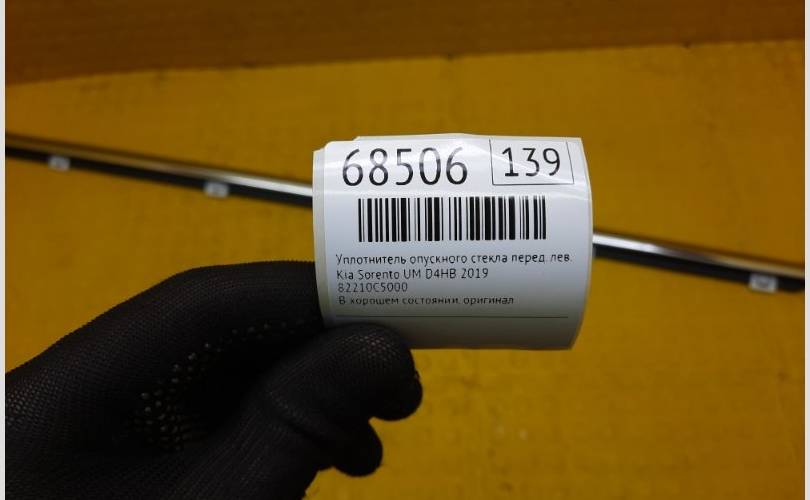 68506 139
Уплотнитель опускного стекла перед. лев.
Kia Sorento UM D4HB 2019
82210C5000
В хорошем состоянии, оригинал